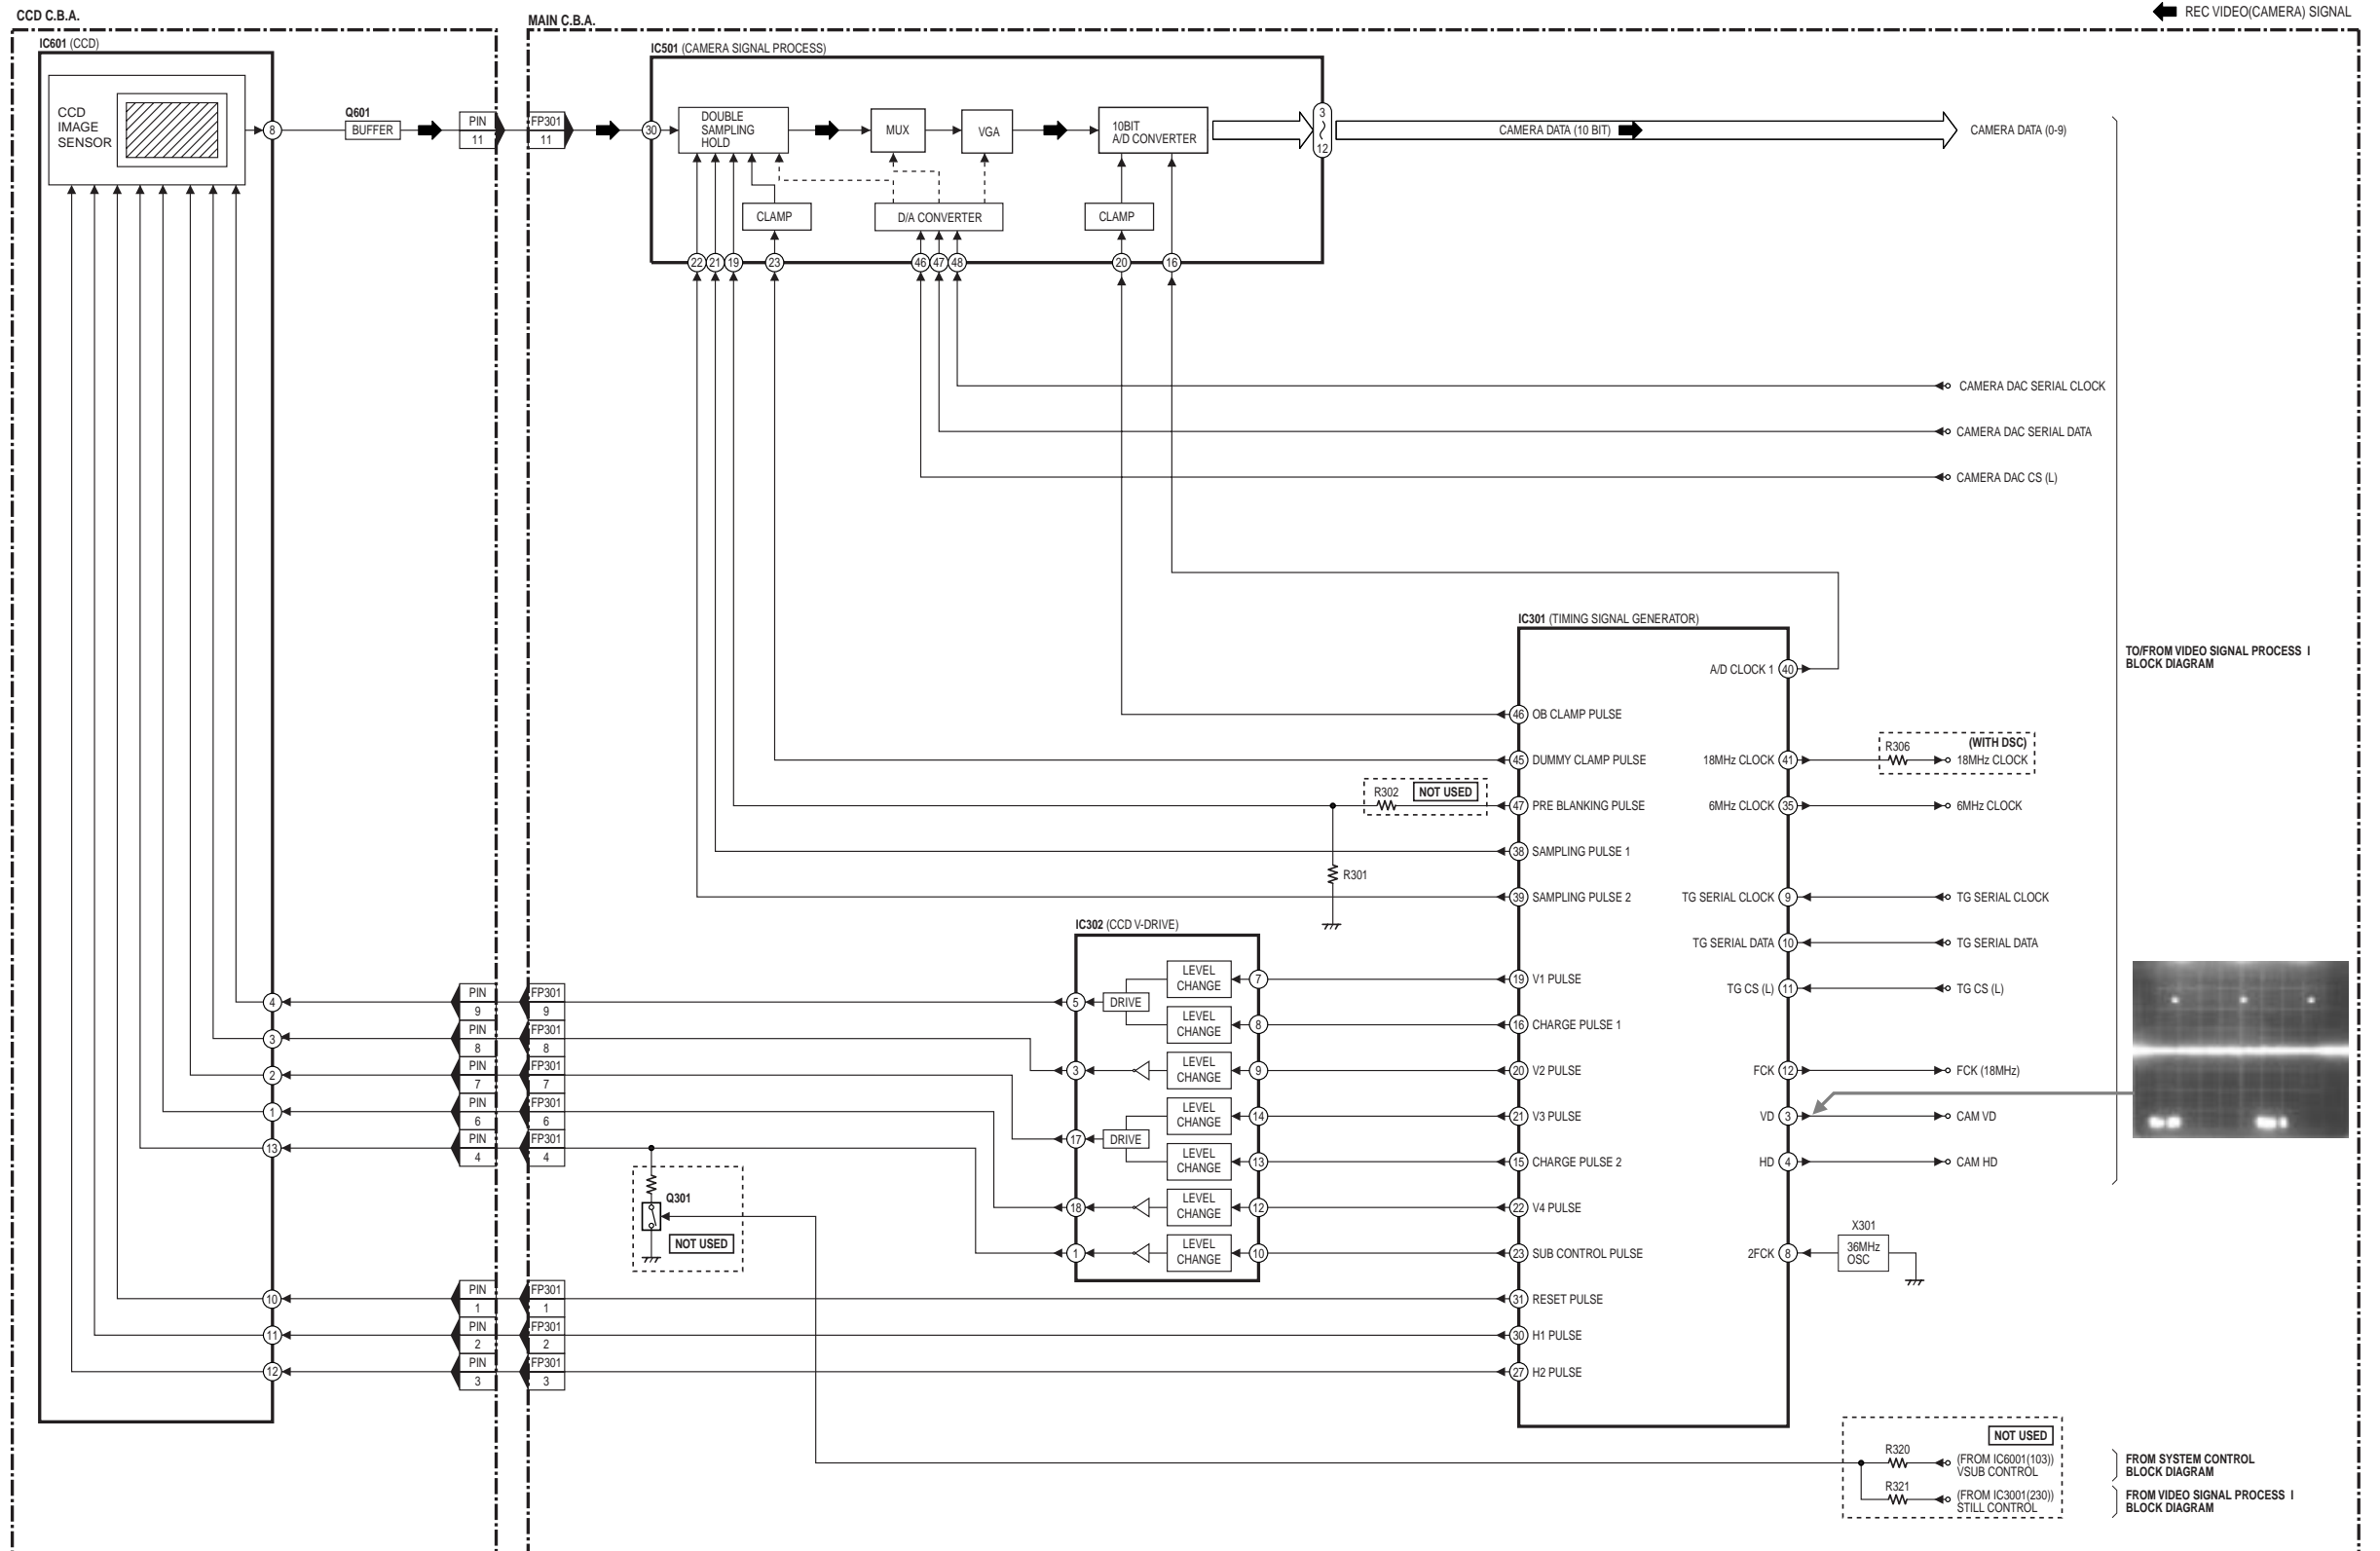 CCD C.B.A.
MAIN C.B.A.
REC VIDEO(CAMERA) SIGNAL
IC601 (CCD)
IC501 (CAMERA SIGNAL PROCESS)
CCD
IMAGE
SENSOR
8
Q601
BUFFER
PIN
11
FP301
11
30
DOUBLE
SAMPLING
HOLD
MUX
VGA
10BIT
A/D CONVERTER
3
12
CAMERA DATA (10 BIT)
CAMERA DATA (0-9)
CLAMP
D/A CONVERTER
CLAMP
22
21
19
23
46
47
48
20
16
CAMERA DAC SERIAL CLOCK
CAMERA DAC SERIAL DATA
CAMERA DAC CS (L)
IC301 (TIMING SIGNAL GENERATOR)
A/D CLOCK 1
40
TO/FROM VIDEO SIGNAL PROCESS I
BLOCK DIAGRAM
46
OB CLAMP PULSE
45
DUMMY CLAMP PULSE
18MHz CLOCK
41
R306
(WITH DSC)
18MHz CLOCK
R302
NOT USED
47
PRE BLANKING PULSE
6MHz CLOCK
35
6MHz CLOCK
38
SAMPLING PULSE 1
R301
39
SAMPLING PULSE 2
TG SERIAL CLOCK
9
TG SERIAL CLOCK
TG SERIAL DATA
10
TG SERIAL DATA
TG CS (L)
11
TG CS (L)
IC302 (CCD V-DRIVE)
LEVEL
CHANGE
7
19
V1 PULSE
5
DRIVE
LEVEL
CHANGE
8
16
CHARGE PULSE 1
3
LEVEL
CHANGE
9
20
V2 PULSE
FCK
12
FCK (18MHz)
LEVEL
CHANGE
14
21
V3 PULSE
VD
3
CAM VD
17
DRIVE
LEVEL
CHANGE
13
15
CHARGE PULSE 2
HD
4
CAM HD
18
LEVEL
CHANGE
12
22
V4 PULSE
1
LEVEL
CHANGE
10
23
SUB CONTROL PULSE
2FCK
8
X301
36MHz
OSC
4
PIN
9
FP301
9
3
PIN
8
FP301
8
2
PIN
7
FP301
7
1
PIN
6
FP301
6
13
PIN
4
FP301
4
Q301
NOT USED
10
PIN
1
FP301
1
31
RESET PULSE
11
PIN
2
FP301
2
30
H1 PULSE
12
PIN
3
FP301
3
27
H2 PULSE
NOT USED
R320
(FROM IC6001(103))
VSUB CONTROL
FROM SYSTEM CONTROL
BLOCK DIAGRAM
R321
(FROM IC3001(230))
STILL CONTROL
FROM VIDEO SIGNAL PROCESS I
BLOCK DIAGRAM